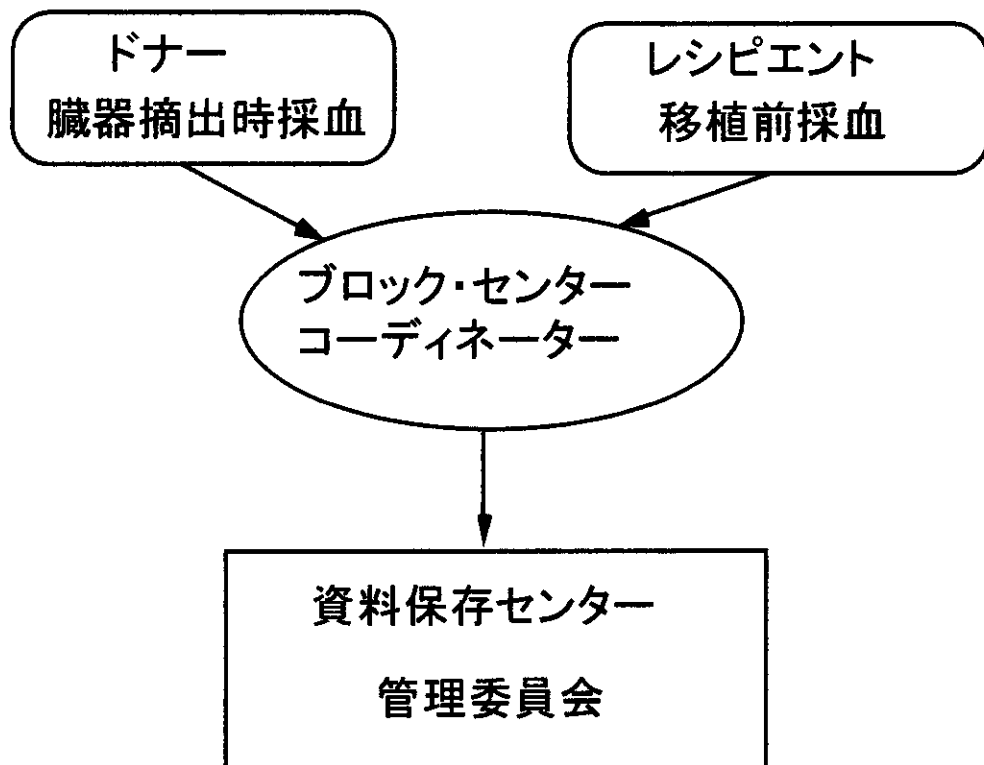 ドナー
臓器摘出時採血
レシピエント
移植前採血
ブロック・センター
コーディネーター
資料保存センター
管理委員会